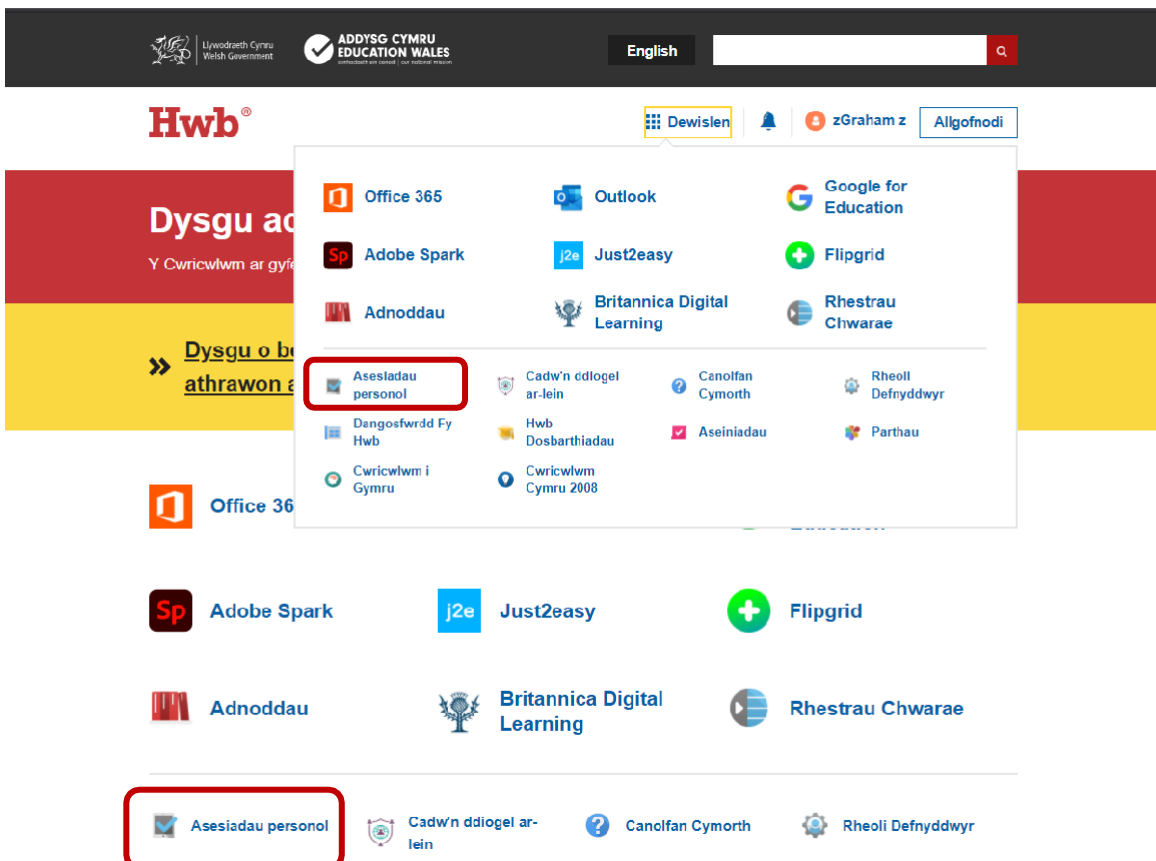 Llywodraeth Cymru
Welsh Government
ADDYSG CYMRU
EDUCATION WALES
English
Hwb®
Dewislen
zGraham z
Allgofnodi
Office 365
Outlook
Google for
Education
Adobe Spark
Just2easy
Flipgrid
Adnoddau
Britannica Digital
Learning
Rhestrau
Chwarae
Asesiadau
personol
Cadw'n ddiogel
ar-lein
Canolfan
Cymorth
Rheoli
Defnyddwyr
Dangosfwrdd Fy
Hwb
Hwb
Dosbarthiadau
Aseiniadau
Parthau
Cwricwlwm i
Gymru
Cwricwlwm
Cymru 2008
Dysgu
Y Cwricwlwm ar
Dysgu o
athrawon
Office 36
Adobe Spark
Just2easy
Flipgrid
Adnoddau
Britannica Digital
Learning
Rhestrau Chwarae
Asesiadau personol
Cadw'n ddiogel ar-
lein
Canolfan Cymorth
Rheoli Defnyddwyr